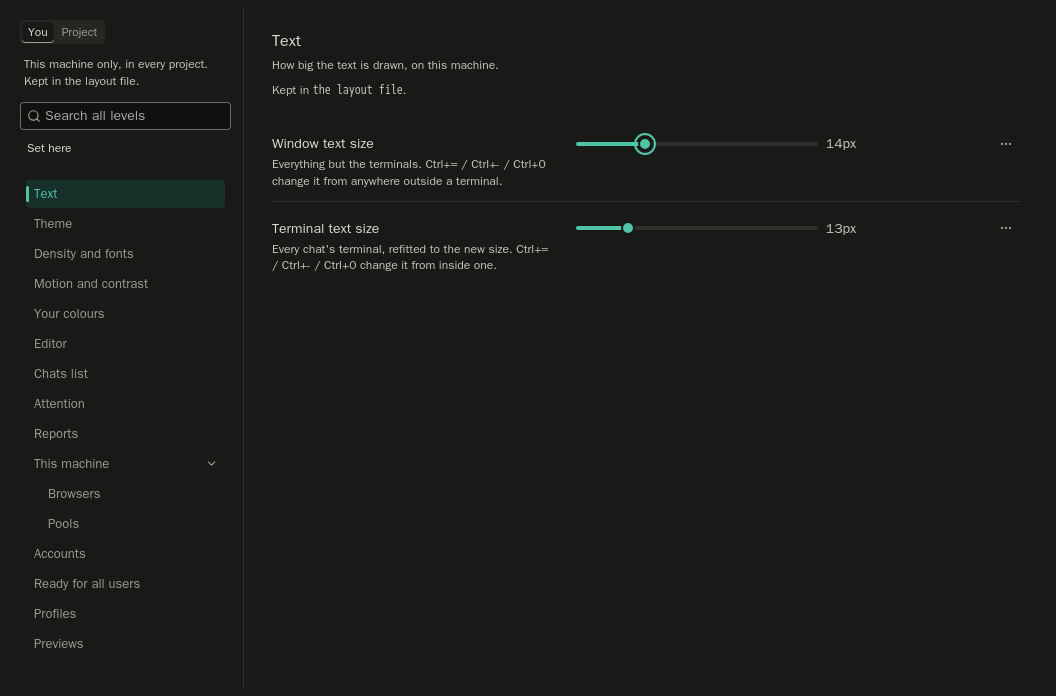 You Project
This machine only, in every project.
Kept in the layout file.
Search all levels
Set here
Text
Theme
Density and fonts
Motion and contrast
Your colours
Editor
Chats list
Attention
Reports
This machine
Browsers
Pools
Accounts
Ready for all users
Profiles
Previews
Text
How big the text is drawn, on this machine.
Kept in the layout file.
Window text size
14px
Everything but the terminals. Ctrl+= / Ctrl+- / Ctrl+0
change it from anywhere outside a terminal.
Terminal text size
13px
Every chat's terminal, refitted to the new size. Ctrl+=
/ Ctrl+- / Ctrl+0 change it from inside one.